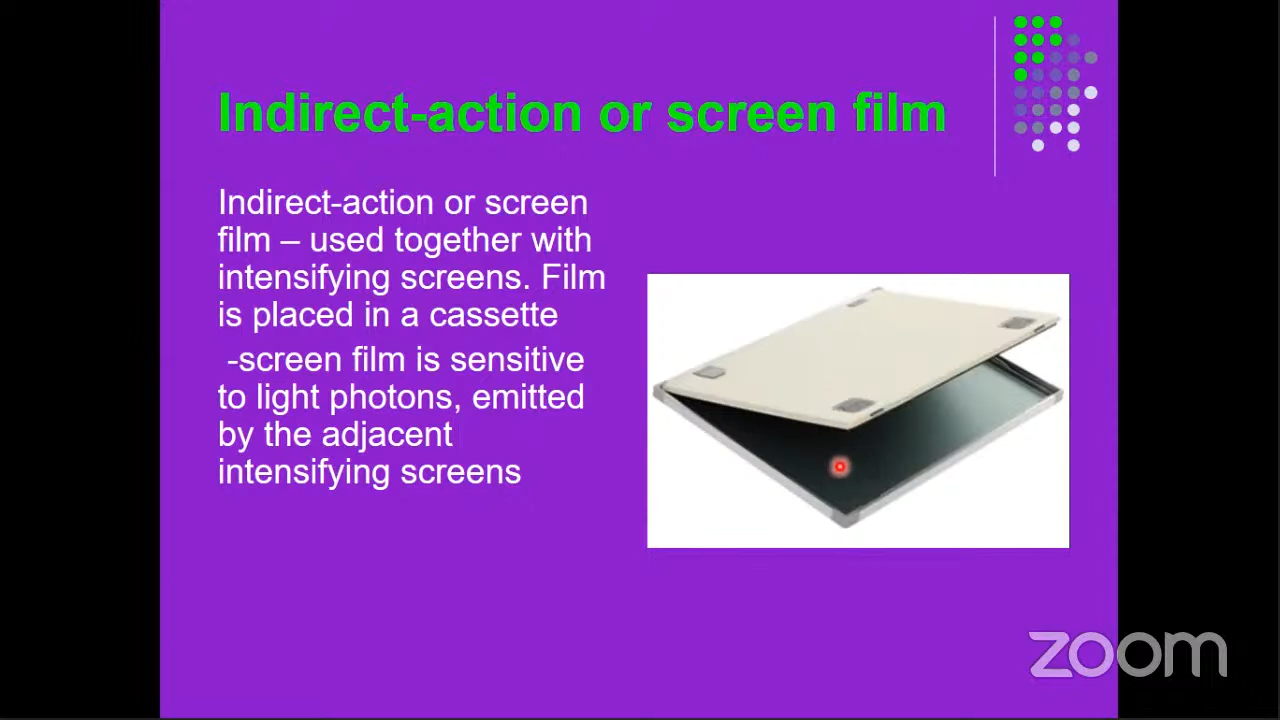 Indirect-action or screen film
Indirect-action or screen
film – used together with
intensifying screens. Film
is placed in a cassette
-screen film is sensitive
to light photons, emitted
by the adjacent
intensifying screens
zoom